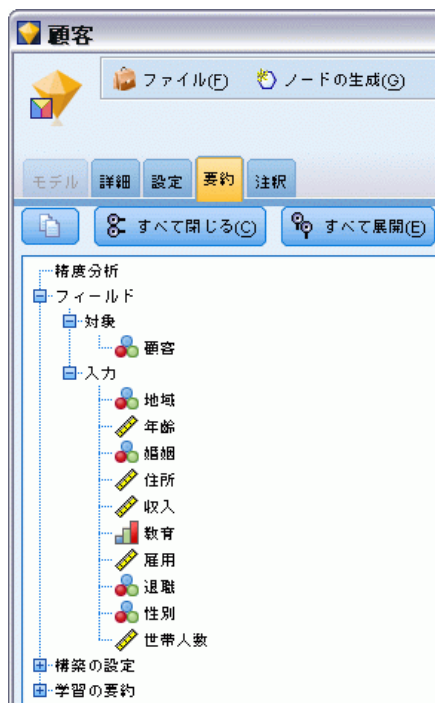 顧客
ファイル(F) ノードの生成(G)
モデル 詳細 設定 要約 注釈
すべて閉じる(C) すべて展開(E)
精度分析
フィールド
対象
顧客
入力
地域
年齢
婚姻
住所
収入
教育
雇用
退職
性別
世帯人数
構築の設定
学習の要約